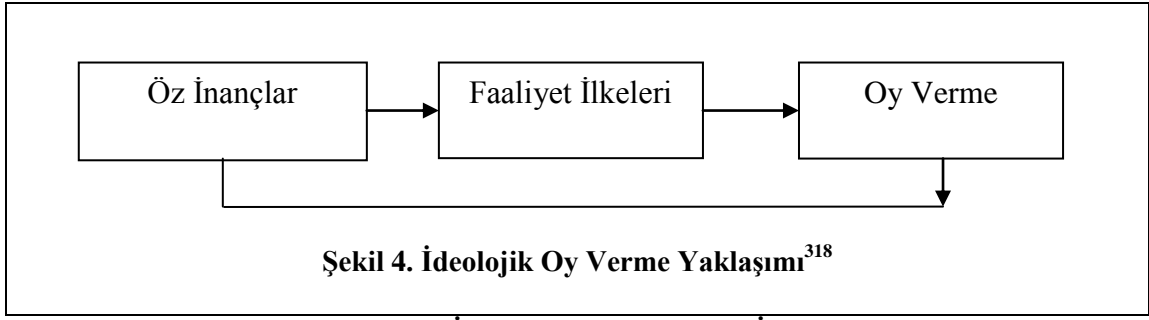 Öz İnançlar
Faaliyet İlkeleri
Oy Verme
Şekil 4. İdeolojik Oy Verme Yaklaşımı318